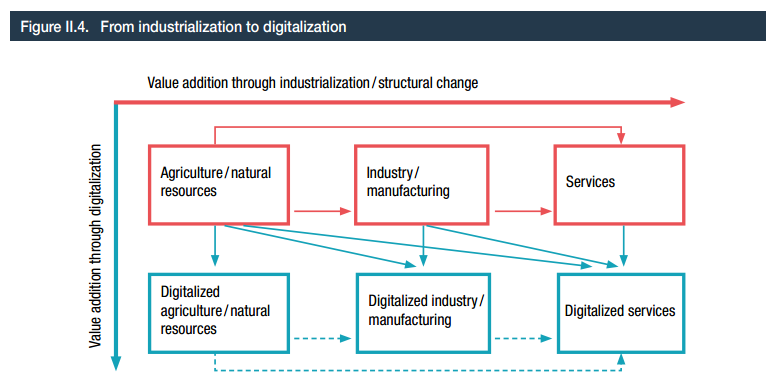 Figure II.4. From industrialization to digitalization
Value addition through industrialization/structural change
Value addition through digitalization
Agriculture/natural
resources
Industry/
manufacturing
Services
Digitalized
agriculture/natural
resources
Digitalized industry/
manufacturing
Digitalized services